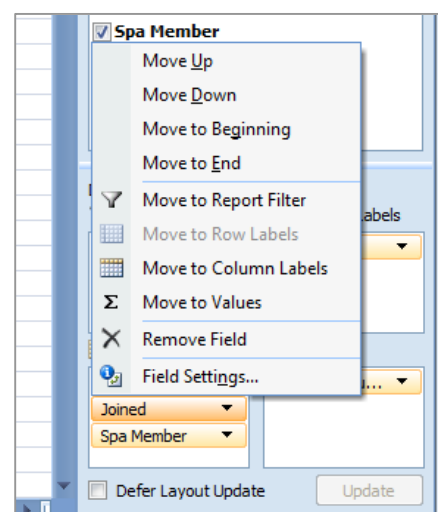 Spa Member
Move Up
Move Down
Move to Beginning
Move to End
Move to Report Filter
abels
Move to Row Labels
Move to Column Labels
Σ Move to Values
Remove Field
Field Settings...
u...
Joined
Spa Member
Defer Layout Update Update